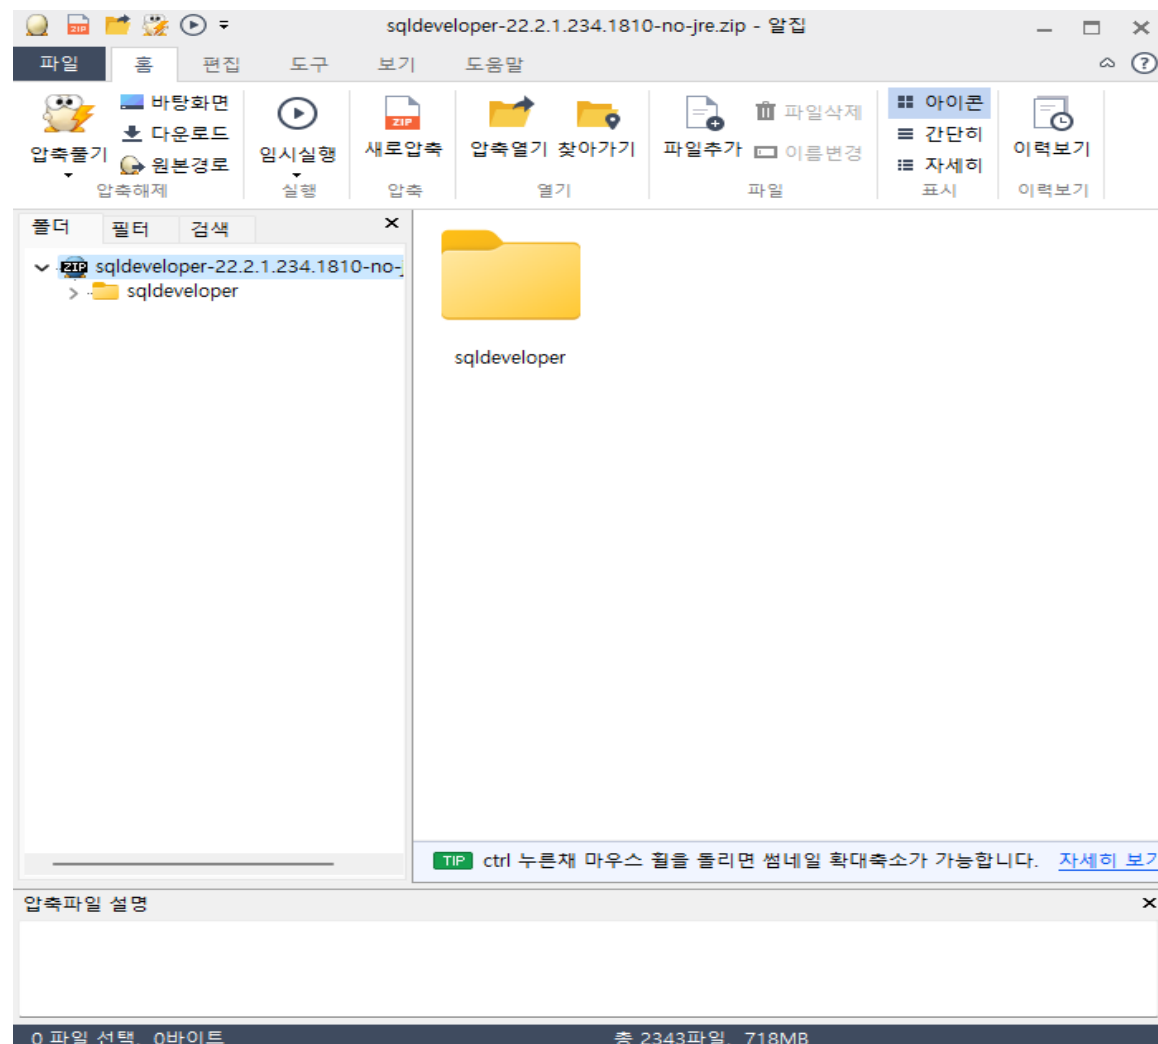 sqldeveloper-22.2.1.234.1810-no-jre.zip - 알집
파일 홈 편집 도구 보기 도움말
압축풀기
바탕화면
다운로드
원본경로
압축해제
임시실행
실행
ZIP
새로압축
압축
압축열기 찾아가기
열기
파일추가
파일삭제
이름변경
파일
아이콘
간단히
자세히
표시
이력보기
이력보기
폴더 필터 검색
ZIP sqldeveloper-22.2.1.234.1810-no-j
sqldeveloper
sqldeveloper
TIP ctrl 누른채 마우스 휠을 돌리면 썸네일 확대축소가 가능합니다. 자세히 보기
압축파일 설명
0 파일 선택, 0바이트
총 2343파일, 718MB